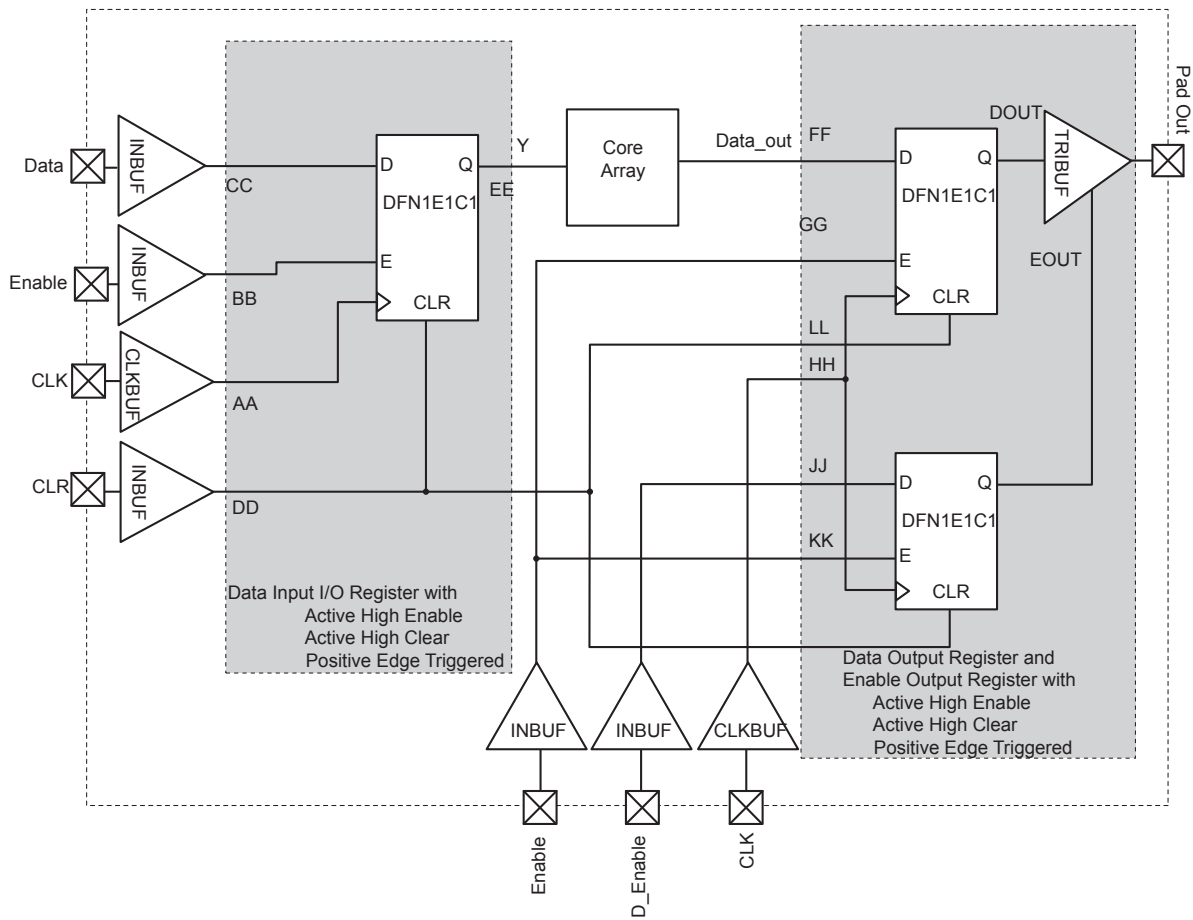 Data
INBUF
CC
Enable
INBUF
BB
CLK
CLKBUF
AA
CLR
INBUF
DD
D
Q
DFN1E1C1
E
CLR
Y
EE
Core
Array
Data_out
FF
GG
D
Q
DFN1E1C1
E
CLR
DOUT
TRIBUF
Pad Out
EOUT
LL
HH
JJ
KK
D
Q
DFN1E1C1
E
CLR
Data Input I/O Register with
Active High Enable
Active High Clear
Positive Edge Triggered
Data Output Register and
Enable Output Register with
Active High Enable
Active High Clear
Positive Edge Triggered
INBUF
INBUF
CLKBUF
Enable
D_Enable
CLK